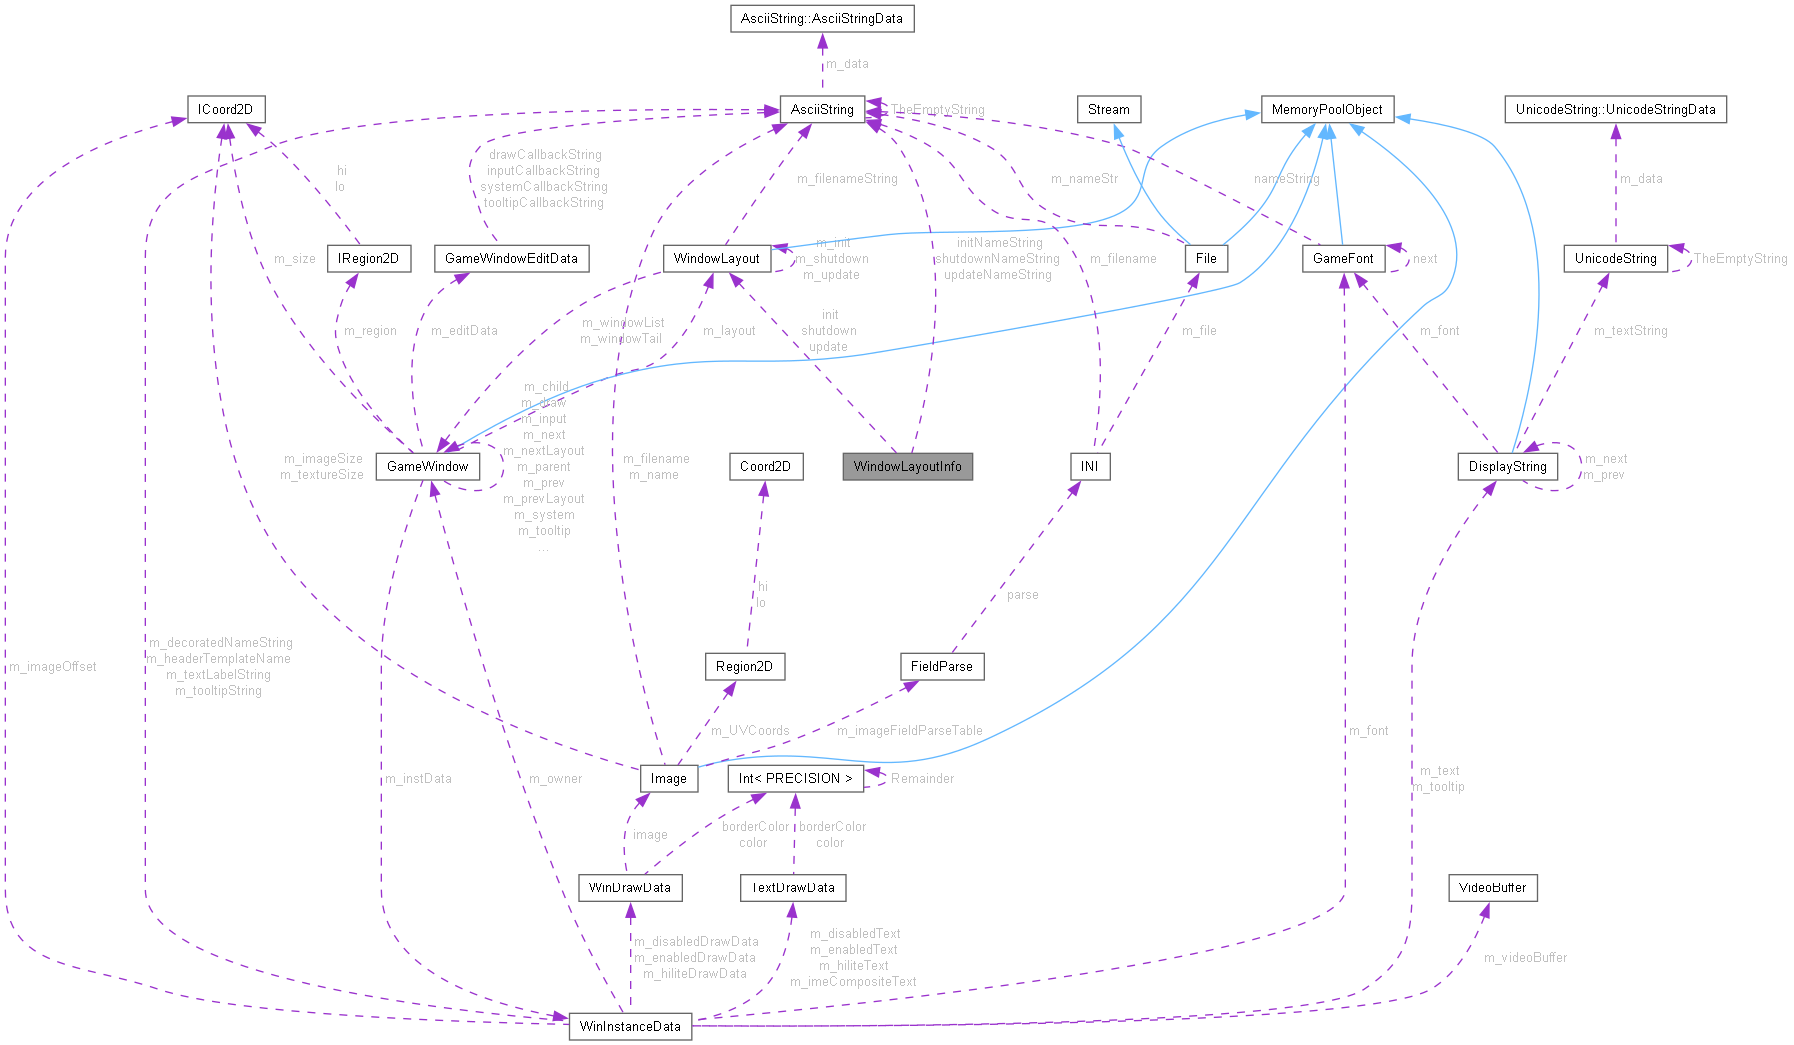 AsciiString::AsciiStringData
m_data
ICoord2D
AsciiString
TheEmptyString
Stream
MemoryPoolObject
UnicodeString::UnicodeStringData
drawCallbackString
inputCallbackString
systemCallbackString
tooltipCallbackString
hi
lo
m_filenameString
m_nameStr
nameString
m_data
m_size
IRegion2D
GameWindowEditData
WindowLayout
m_init
m_shutdown
m_update
initNameString
shutdownNameString
updateNameString
m_filename
File
GameFont
next
UnicodeString
TheEmptyString
m_region
m_editData
m_windowList
m_windowTail
m_layout
init
shutdown
update
m_file
m_font
m_textString
m_child
m_draw
m_input
m_next
m_nextLayout
m_parent
m_prev
m_prevLayout
m_system
m_tooltip
...
m_imageSize
m_textureSize
GameWindow
m_filename
m_name
Coord2D
WindowLayoutInfo
INI
DisplayString
m_next
m_prev
hi
lo
parse
m_decoratedNameString
m_headerTemplateName
m_textLabelString
m_tooltipString
m_imageOffset
Region2D
FieldParse
m_UVCoords
m_imageFieldParseTable
m_font
m_instData
m_owner
Image
Int< PRECISION >
Remainder
m_text
m_tooltip
image
borderColor
color
borderColor
color
WinDrawData
TextDrawData
VideoBuffer
m_disabledDrawData
m_enabledDrawData
m_hiliteDrawData
m_disabledText
m_enabledText
m_hiliteText
m_imeCompositeText
m_videoBuffer
WinInstanceData